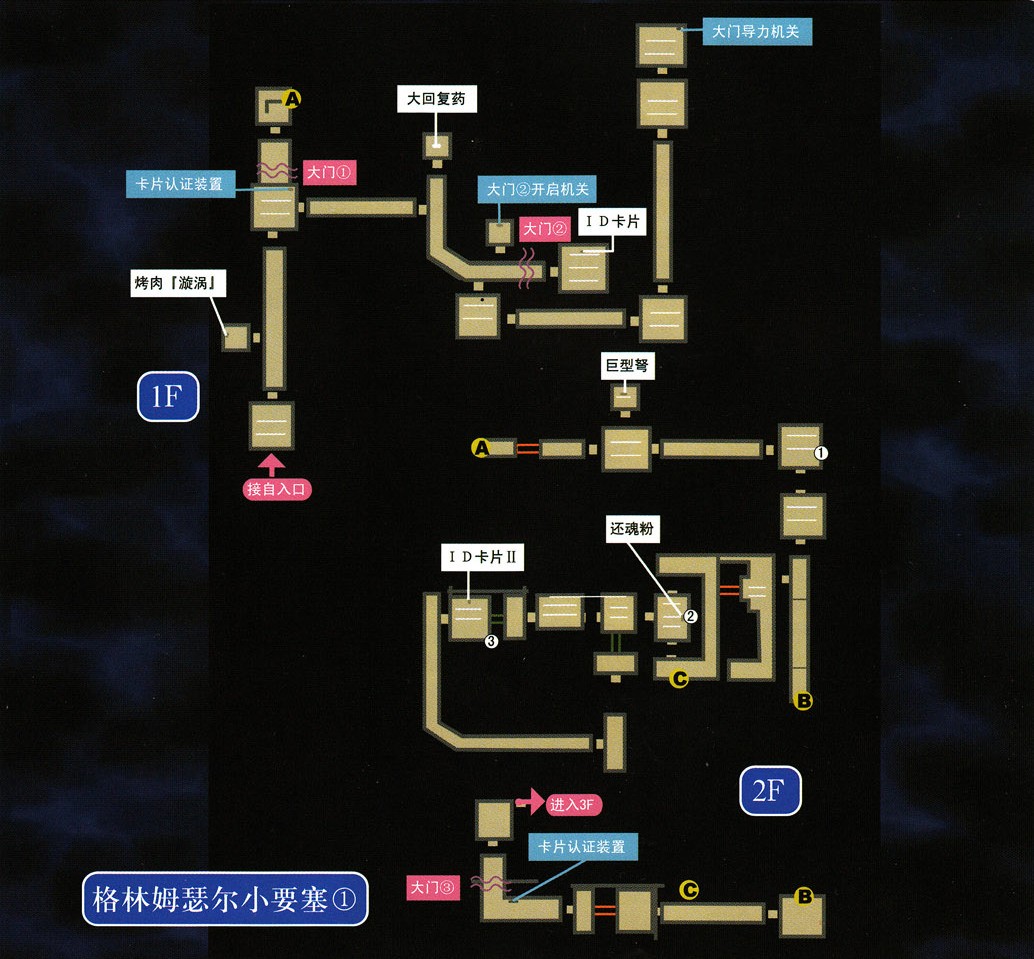 大门导力机关
A
大回复药
大门①
卡片认证装置
大门②开启机关
ＩＤ卡片
大门②
烤肉『漩涡』
1F
巨型弩
A
①
接自入口
还魂粉
ＩＤ卡片Ⅱ
②
③
C
B
2F
进入3F
卡片认证装置
大门③
C
B
格林姆瑟尔小要塞①